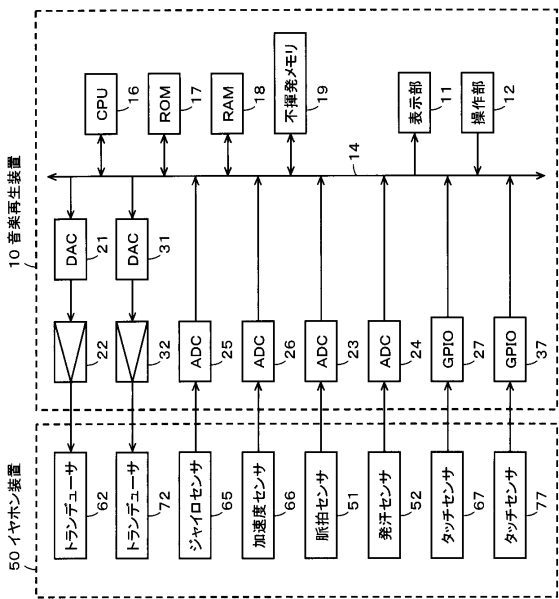 10 音楽再生装置
CPU
16
ROM
17
RAM
18
不揮発メモリ
19
14
表示部
11
操作部
12
DAC
21
DAC
31
22
32
ADC
25
ADC
26
ADC
23
ADC
24
GPIO
27
GPIO
37
50 イヤホン装置
トランデューサ
62
トランデューサ
72
ジャイロセンサ
65
加速度センサ
66
脈拍センサ
51
発汗センサ
52
タッチセンサ
67
タッチセンサ
77